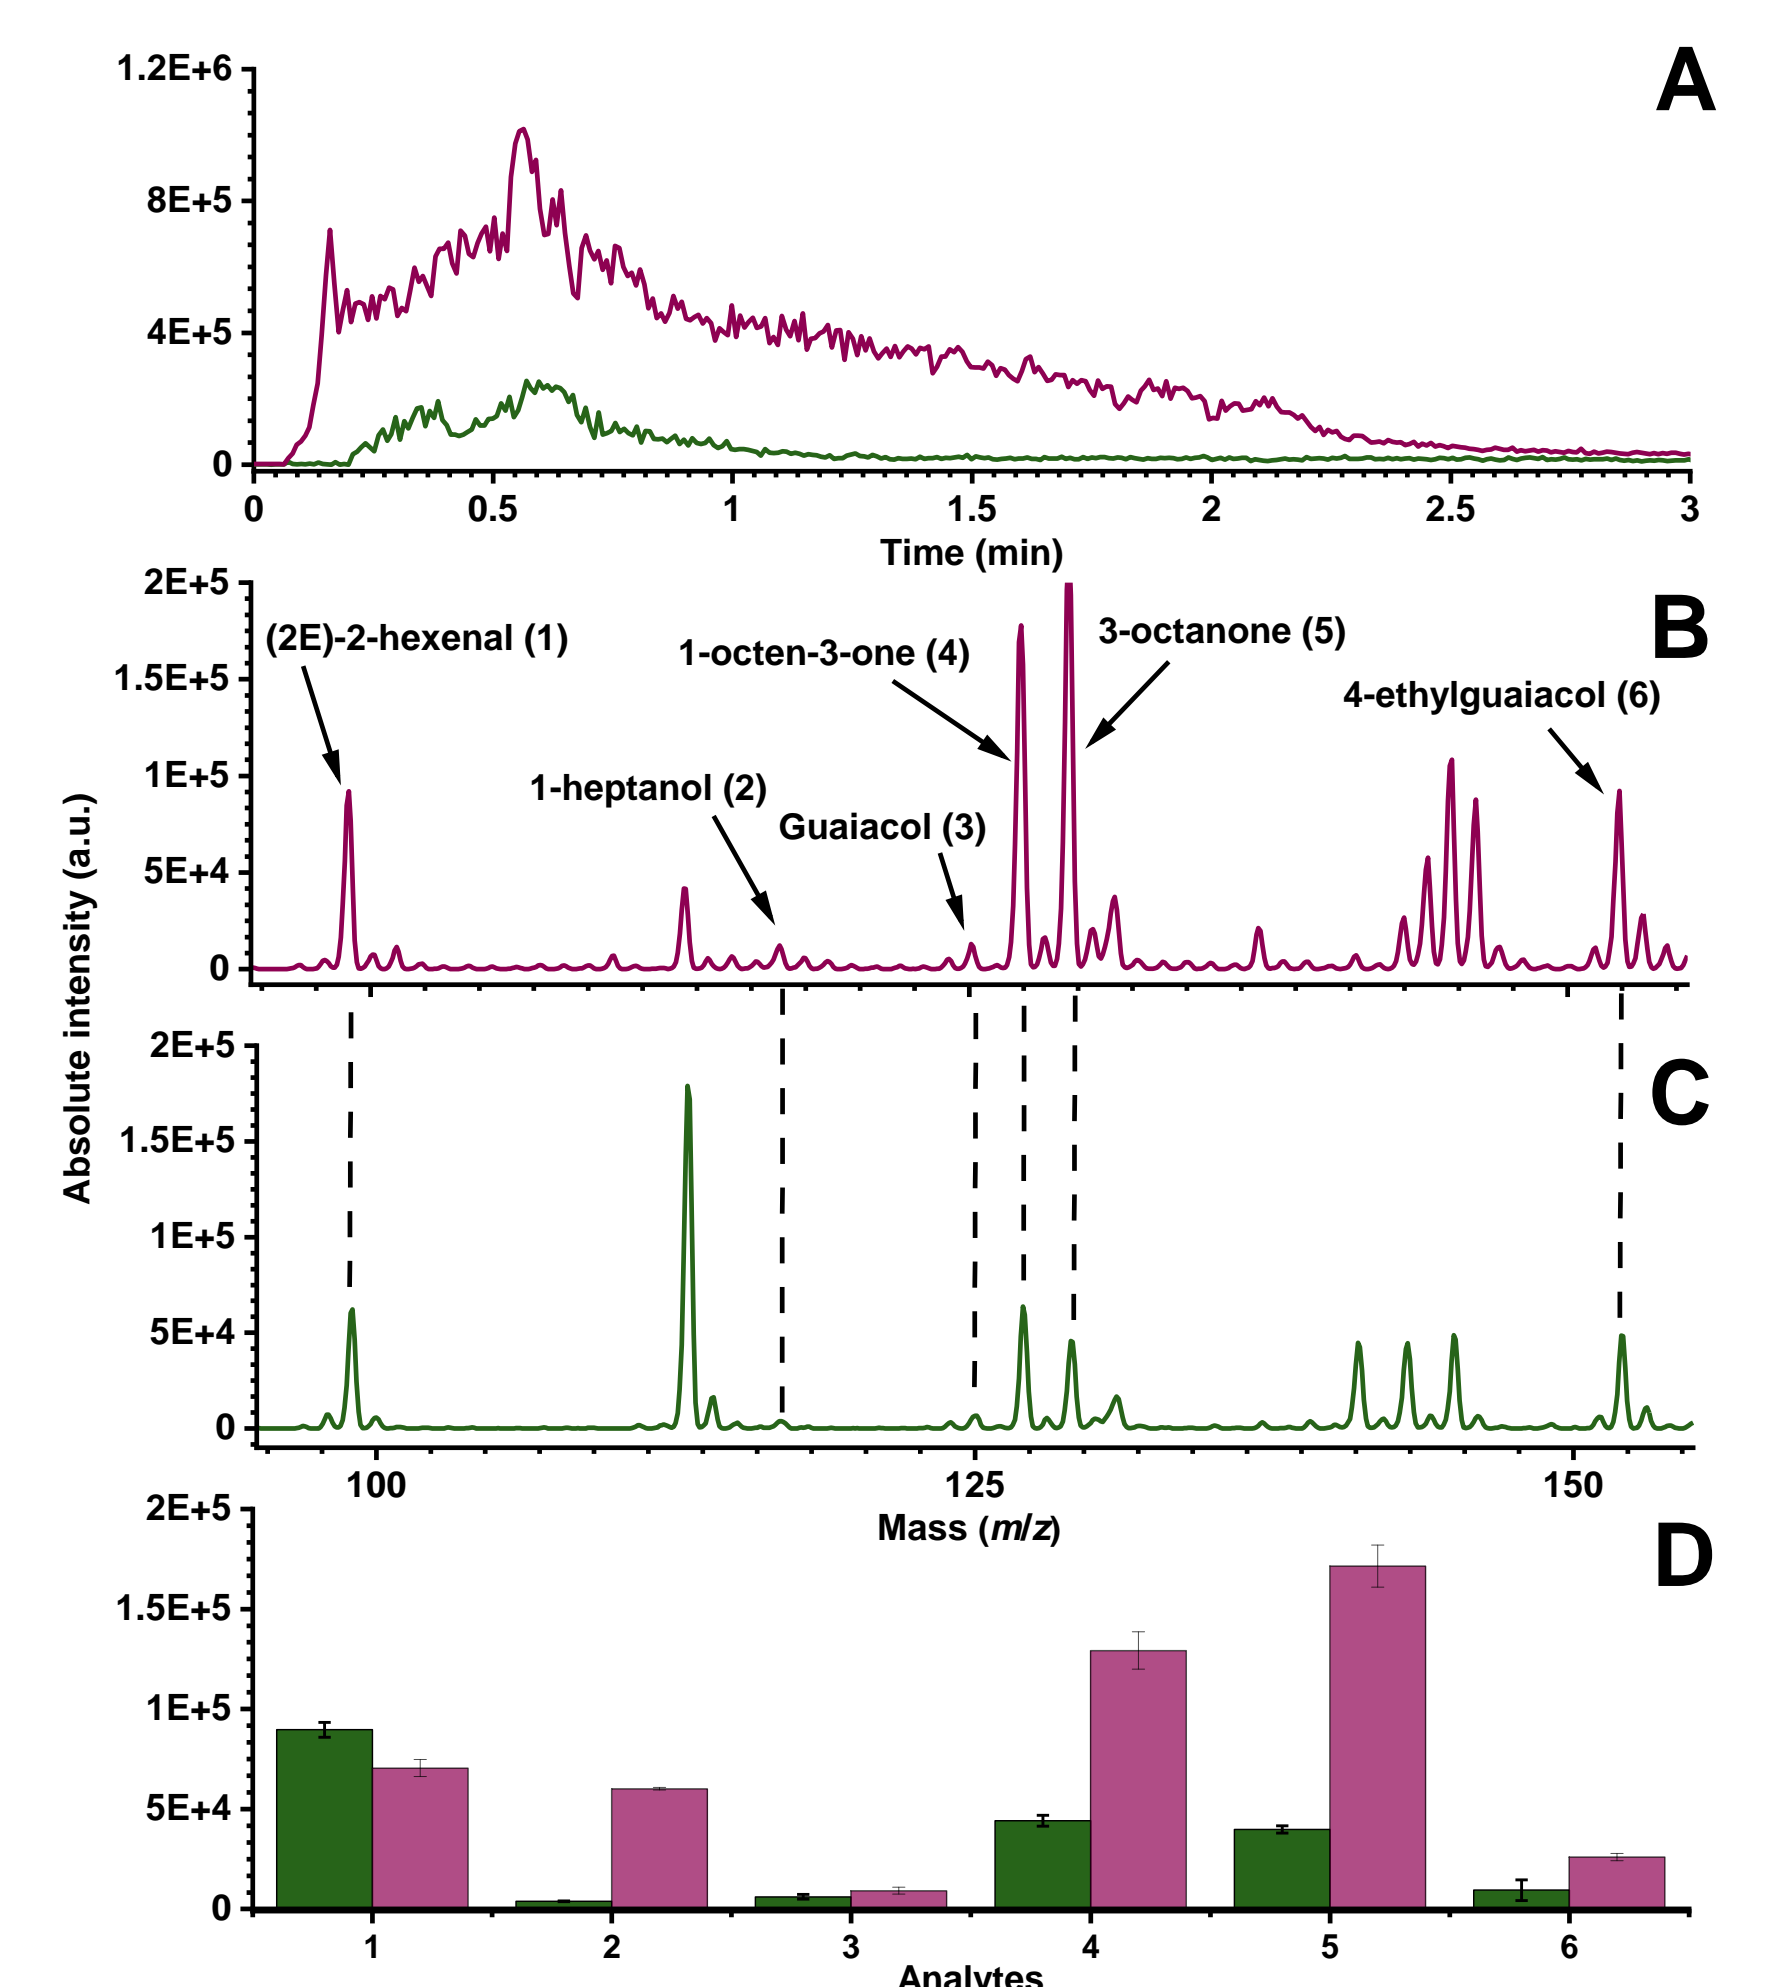 A
1.2E+6
8E+5
4E+5
0
0 0.5 1 1.5 2 2.5 3
Time (min)
B
2E+5
1.5E+5
1E+5
5E+4
0
(2E)-2-hexenal (1)
1-octen-3-one (4)
3-octanone (5)
4-ethylguaiacol (6)
1-heptanol (2)
Guaiacol (3)
Absolute intensity (a.u.)
C
2E+5
1.5E+5
1E+5
5E+4
0
100 125 150
Mass (m/z)
D
2E+5
1.5E+5
1E+5
5E+4
0
1 2 3 4 5 6
Analytes